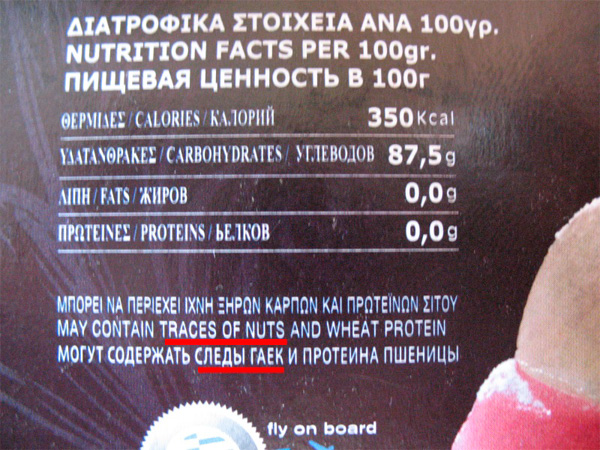 ΔΙΑΤΡΟΦΙΚΑ ΣΤΟΙΧΕΙΑ ΑΝΑ 100γρ.
NUTRITION FACTS PER 100gr.
ПИЩЕВАЯ ЦЕННОСТЬ В 100г
ΘΕΡΜΙΔΕΣ / CALORIES / КАЛОРИЙ 350 Kcal
ΥΔΑΤΑΝΘΡΑΚΕΣ / CARBOHYDRATES / УГЛЕВОДОВ 87,5 g
ΛΙΠΗ / FATS / ЖИРОВ 0,0 g
ΠΡΩΤΕΙΝΕΣ / PROTEINS / ЬЕЛКОВ 0,0 g
ΜΠΟΡΕΙ ΝΑ ΠΕΡΙΕΧΕΙ ΙΧΝΗ ΞΗΡΩΝ ΚΑΡΠΩΝ ΚΑΙ ΠΡΩΤΕΪΝΩΝ ΣΙΤΟΥ
MAY CONTAIN TRACES OF NUTS AND WHEAT PROTEIN
МОГУТ СОДЕРЖАТЬ СЛЕДЫ ГАЕК И ПРОТЕИНА ПШЕНИЦЫ
fly on board